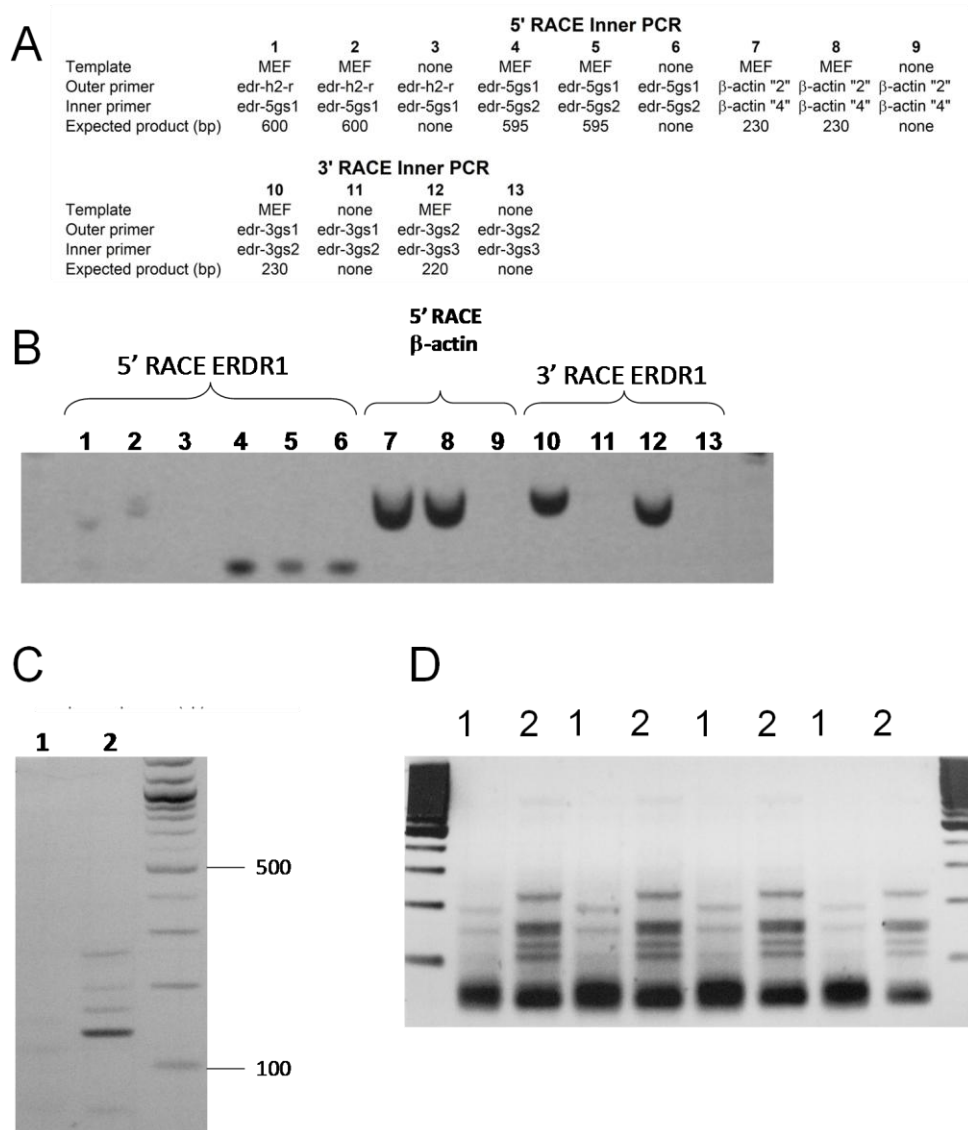 A
5' RACE Inner PCR
1 2 3 4 5 6 7 8 9
Template MEF MEF none MEF MEF none MEF MEF none
Outer primer edr-h2-r edr-h2-r edr-h2-r edr-5gs1 edr-5gs1 edr-5gs1 β-actin "2" β-actin "2" β-actin "2"
Inner primer edr-5gs1 edr-5gs1 edr-5gs1 edr-5gs2 edr-5gs2 edr-5gs2 β-actin "4" β-actin "4" β-actin "4"
Expected product (bp) 600 600 none 595 595 none 230 230 none
3' RACE Inner PCR
10 11 12 13
Template MEF none MEF none
Outer primer edr-3gs1 edr-3gs1 edr-3gs2 edr-3gs2
Inner primer edr-3gs2 edr-3gs2 edr-3gs3 edr-3gs3
Expected product (bp) 230 none 220 none
B
5' RACE ERDR1
5' RACE
β-actin
3' RACE ERDR1
1 2 3 4 5 6 7 8 9 10 11 12 13
C
1 2
500
100
D
1 2 1 2 1 2 1 2